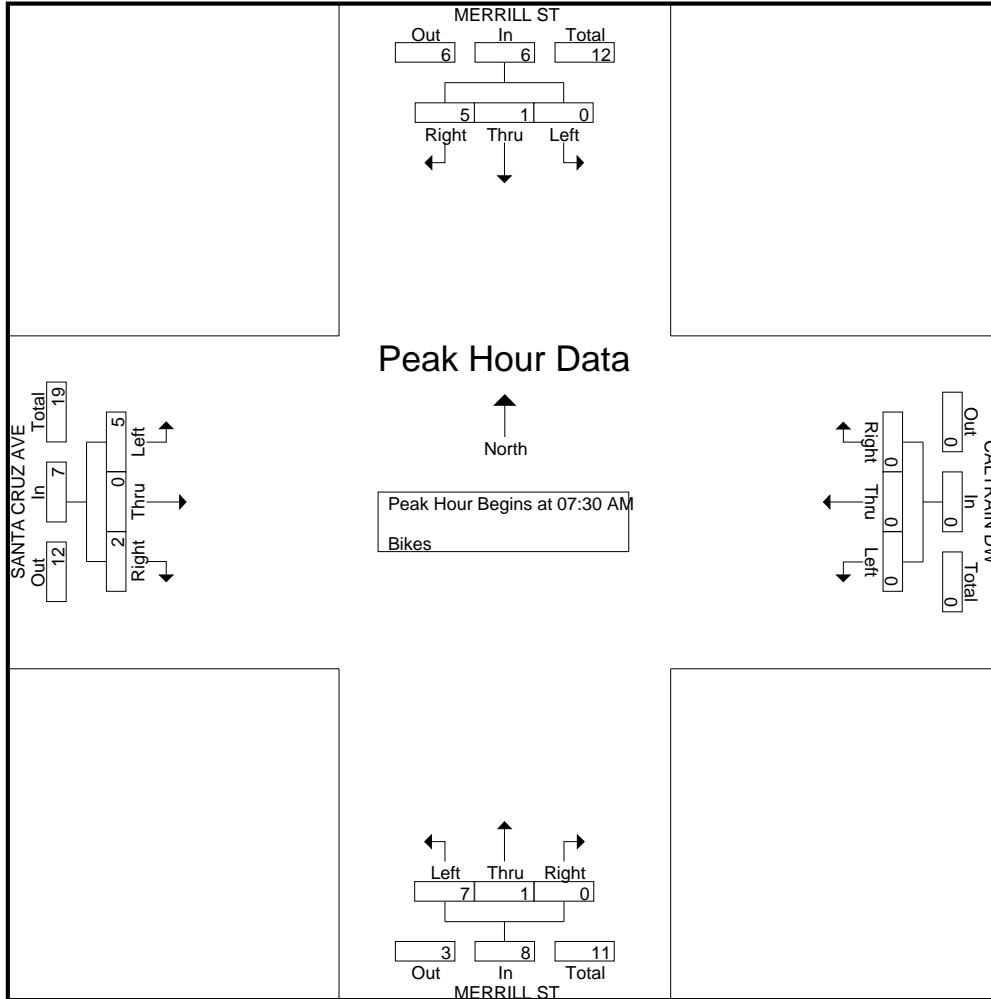 MERRILL ST
Out In Total
6 6 12
5 1 0
Right Thru Left
Peak Hour Data
North
Peak Hour Begins at 07:30 AM
Bikes
SANTA CRUZ AVE
Out In Total
12 7 19
Right Thru Left
2 0 5
CALTRAIN DW
Out In Total
0 0 0
Right Thru Left
0 0 0
Left Thru Right
7 1 0
3 8 11
Out In Total
MERRILL ST